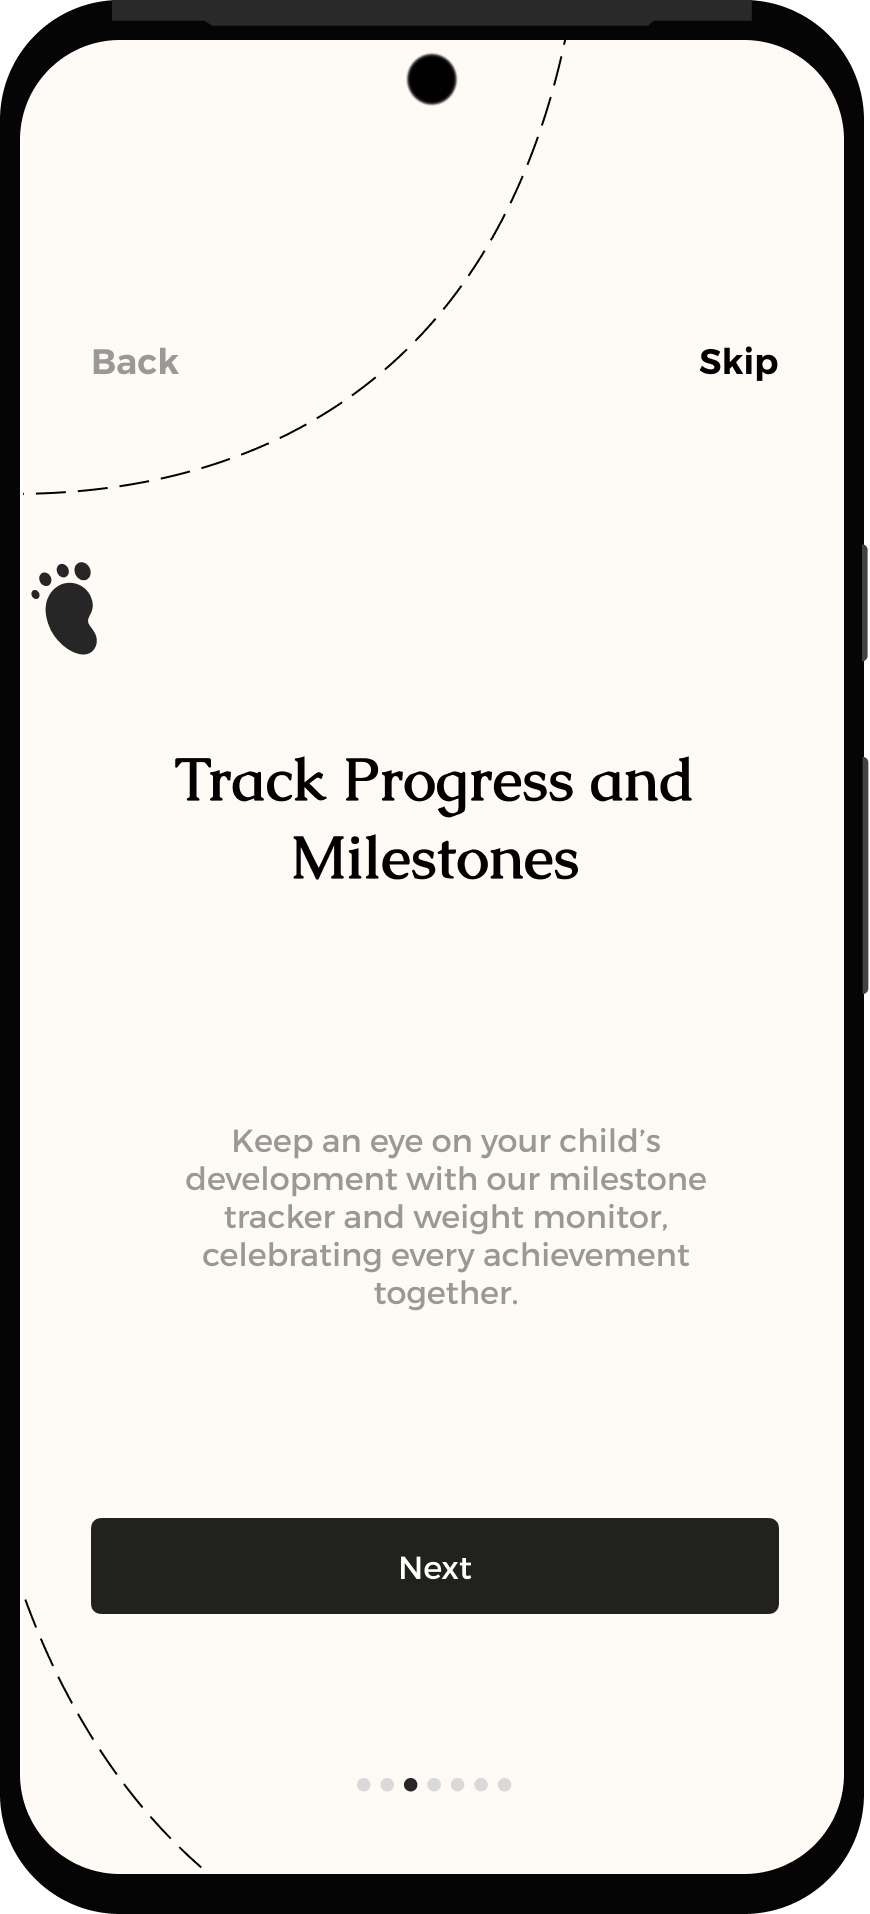 Back
Skip
Track Progress and
Milestones
Keep an eye on your child’s
development with our milestone
tracker and weight monitor,
celebrating every achievement
together.
Next